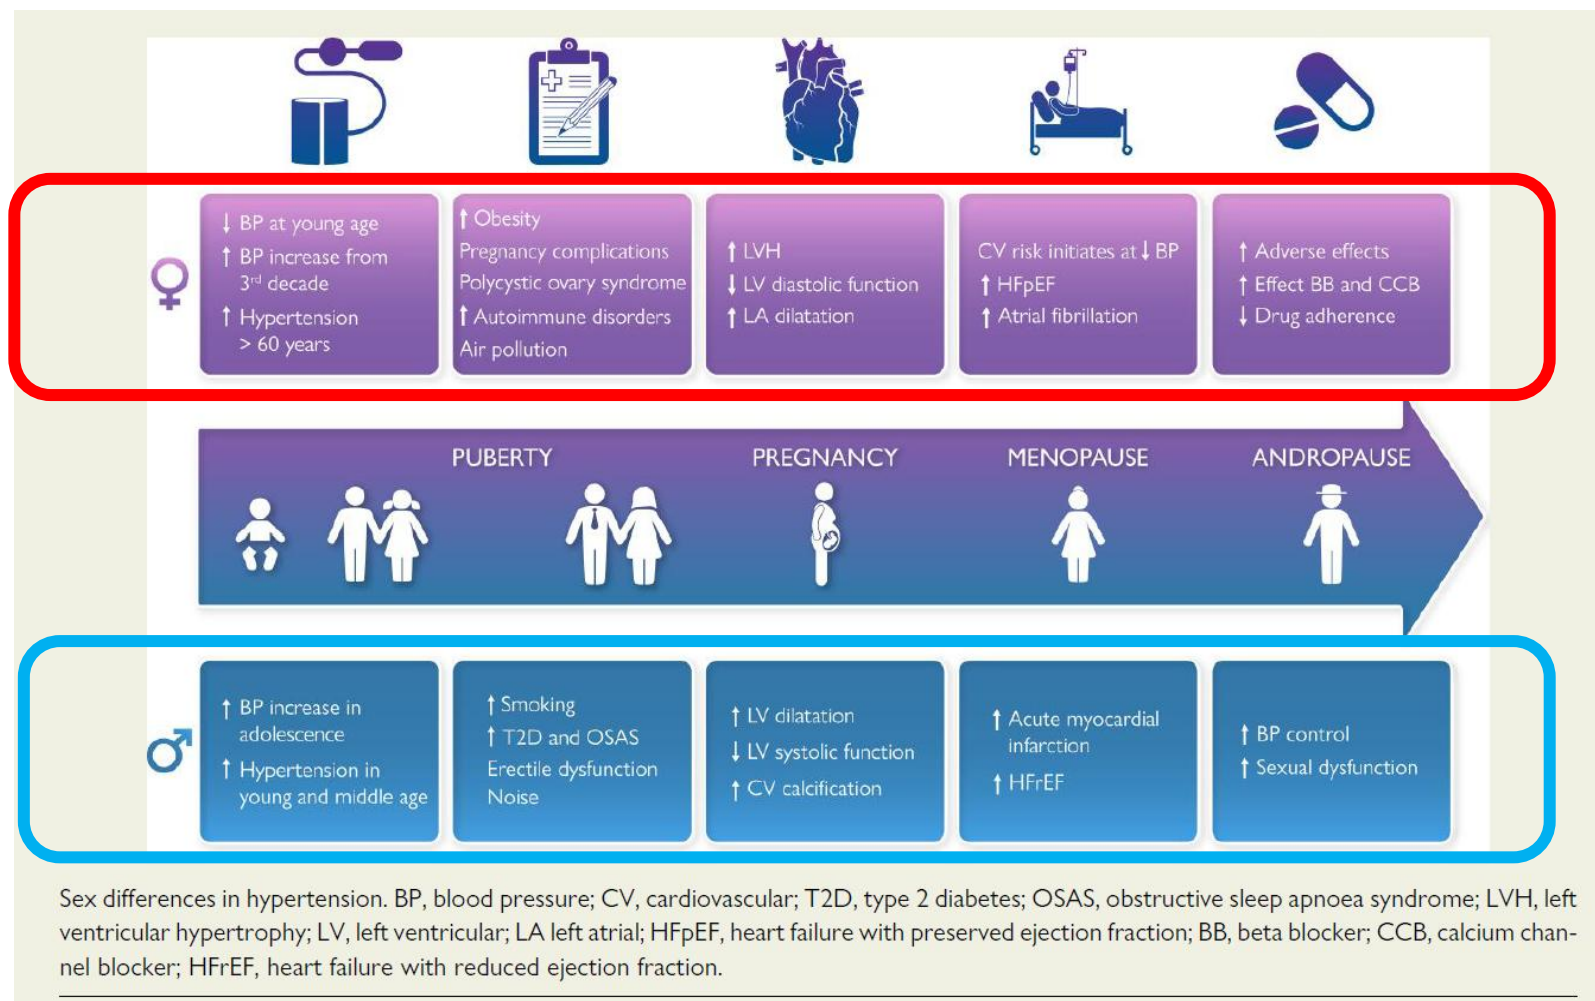 ↓ BP at young age
↑ BP increase from
3rd decade
↑ Hypertension
> 60 years
↑ Obesity
Pregnancy complications
Polycystic ovary syndrome
↑ Autoimmune disorders
Air pollution
↑ LVH
↓ LV diastolic function
↑ LA dilatation
CV risk initiates at ↓ BP
↑ HFpEF
↑ Atrial fibrillation
↑ Adverse effects
↑ Effect BB and CCB
↓ Drug adherence
PUBERTY
PREGNANCY
MENOPAUSE
ANDROPAUSE
↑ BP increase in
adolescence
↑ Hypertension in
young and middle age
↑ Smoking
↑ T2D and OSAS
Erectile dysfunction
Noise
↑ LV dilatation
↓ LV systolic function
↑ CV calcification
↑ Acute myocardial
infarction
↑ HFrEF
↑ BP control
↑ Sexual dysfunction
Sex differences in hypertension. BP, blood pressure; CV, cardiovascular; T2D, type 2 diabetes; OSAS, obstructive sleep apnoea syndrome; LVH, left
ventricular hypertrophy; LV, left ventricular; LA left atrial; HFpEF, heart failure with preserved ejection fraction; BB, beta blocker; CCB, calcium chan-
nel blocker; HFrEF, heart failure with reduced ejection fraction.